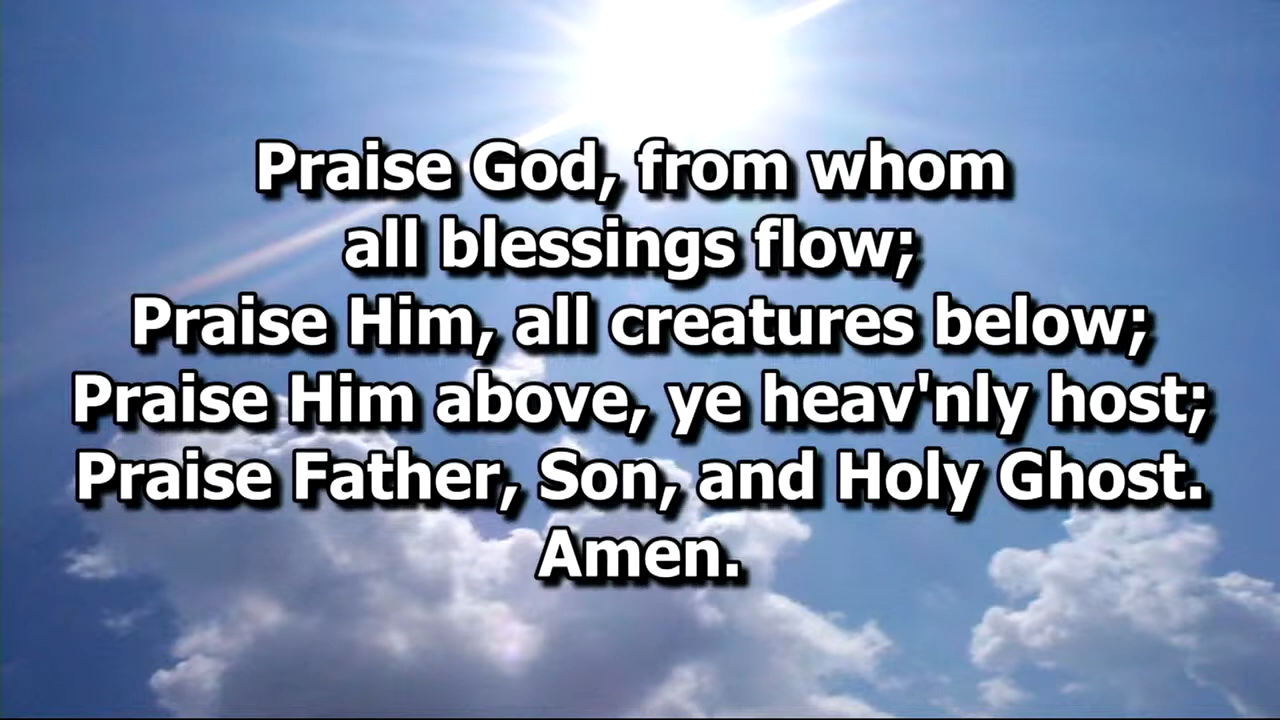 Praise God, from whom
all blessings flow;
Praise Him, all creatures below;
Praise Him above, ye heav'nly host;
Praise Father, Son, and Holy Ghost.
Amen.